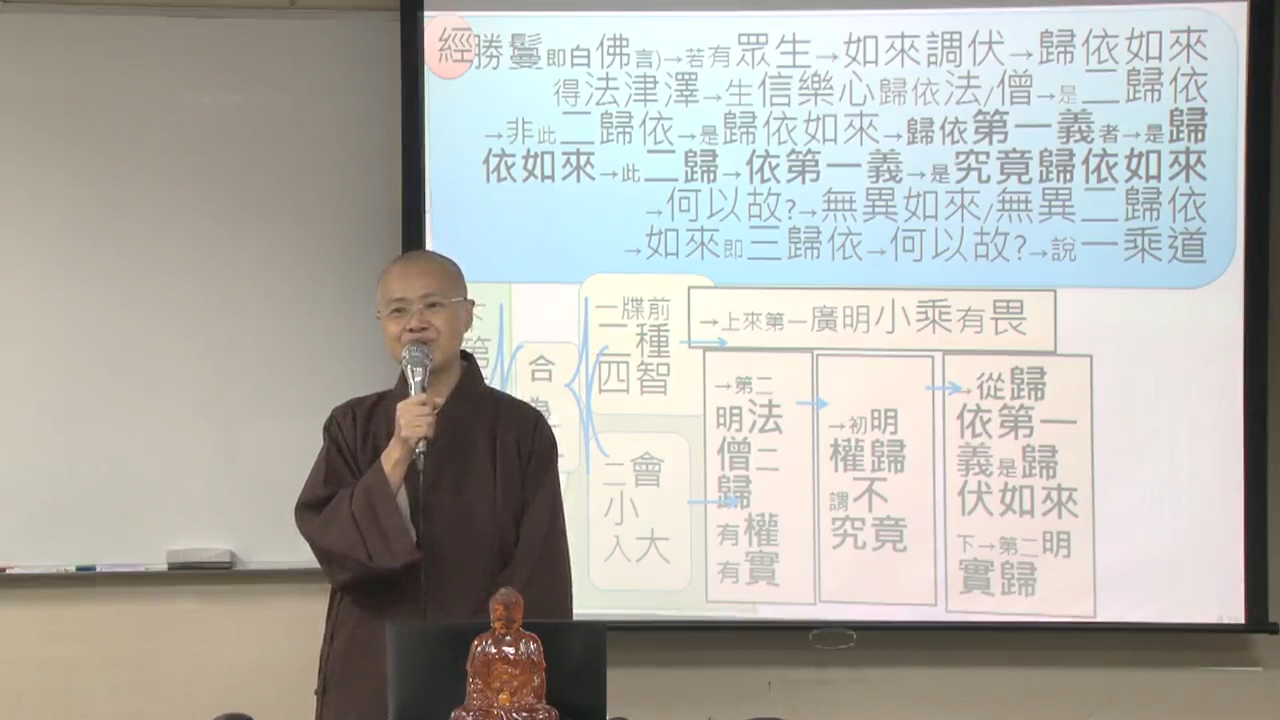 經勝鬘即白佛言)→若有眾生→如來調伏→歸依如來
得法津澤→生信樂心歸依法/僧→是二歸依
→非此二歸依→是歸依如來→歸依第一義者→是歸
依如來→此二歸→依第一義→是究竟歸依如來
→何以故?→無異如來/無異二歸依
→如來即三歸依→何以故?→說一乘道
第
合
一牒前
二種
四智
二會
小
入大
→上來第一廣明小乘有畏
→第二
明法
僧二
歸
有權
有實
→初明
權歸
謂不
究竟
→從歸
依第一
義是歸
伏如來
下→第二明
實歸